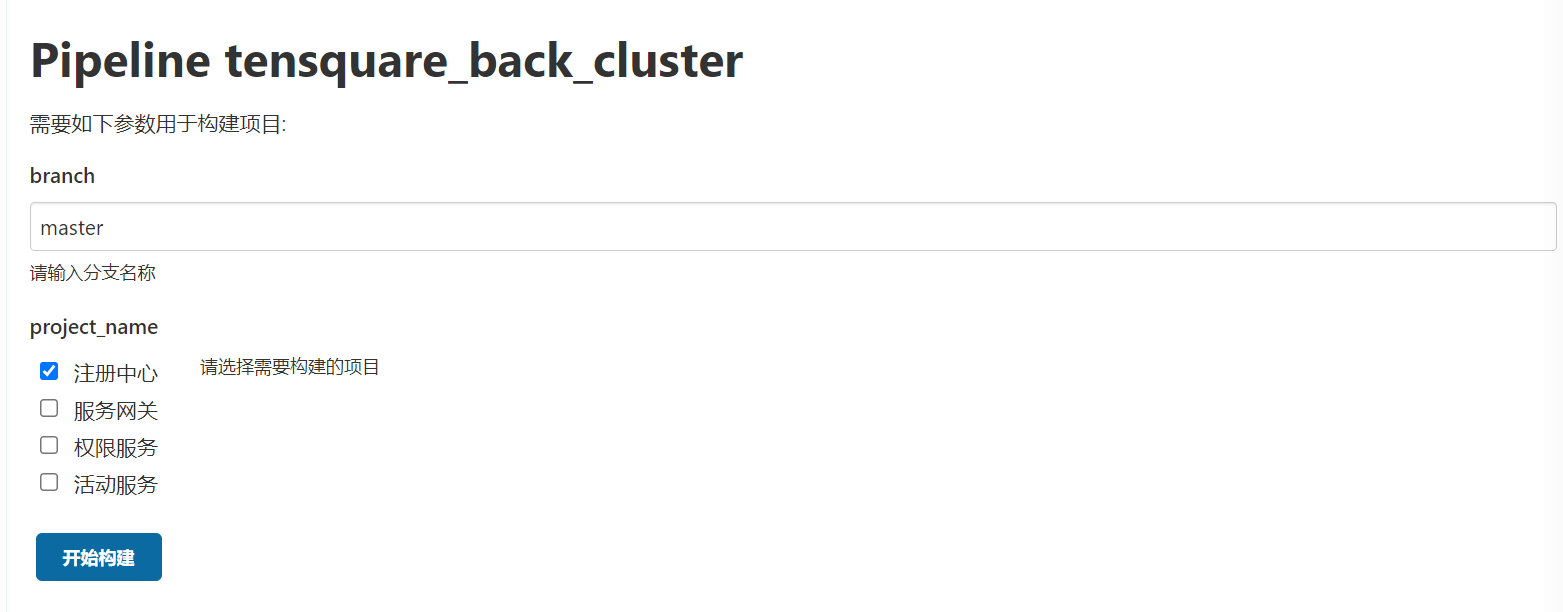 Pipeline tensquare_back_cluster
需要如下参数用于构建项目:
branch
master
请输入分支名称
project_name
注册中心
请选择需要构建的项目
服务网关
权限服务
活动服务
开始构建